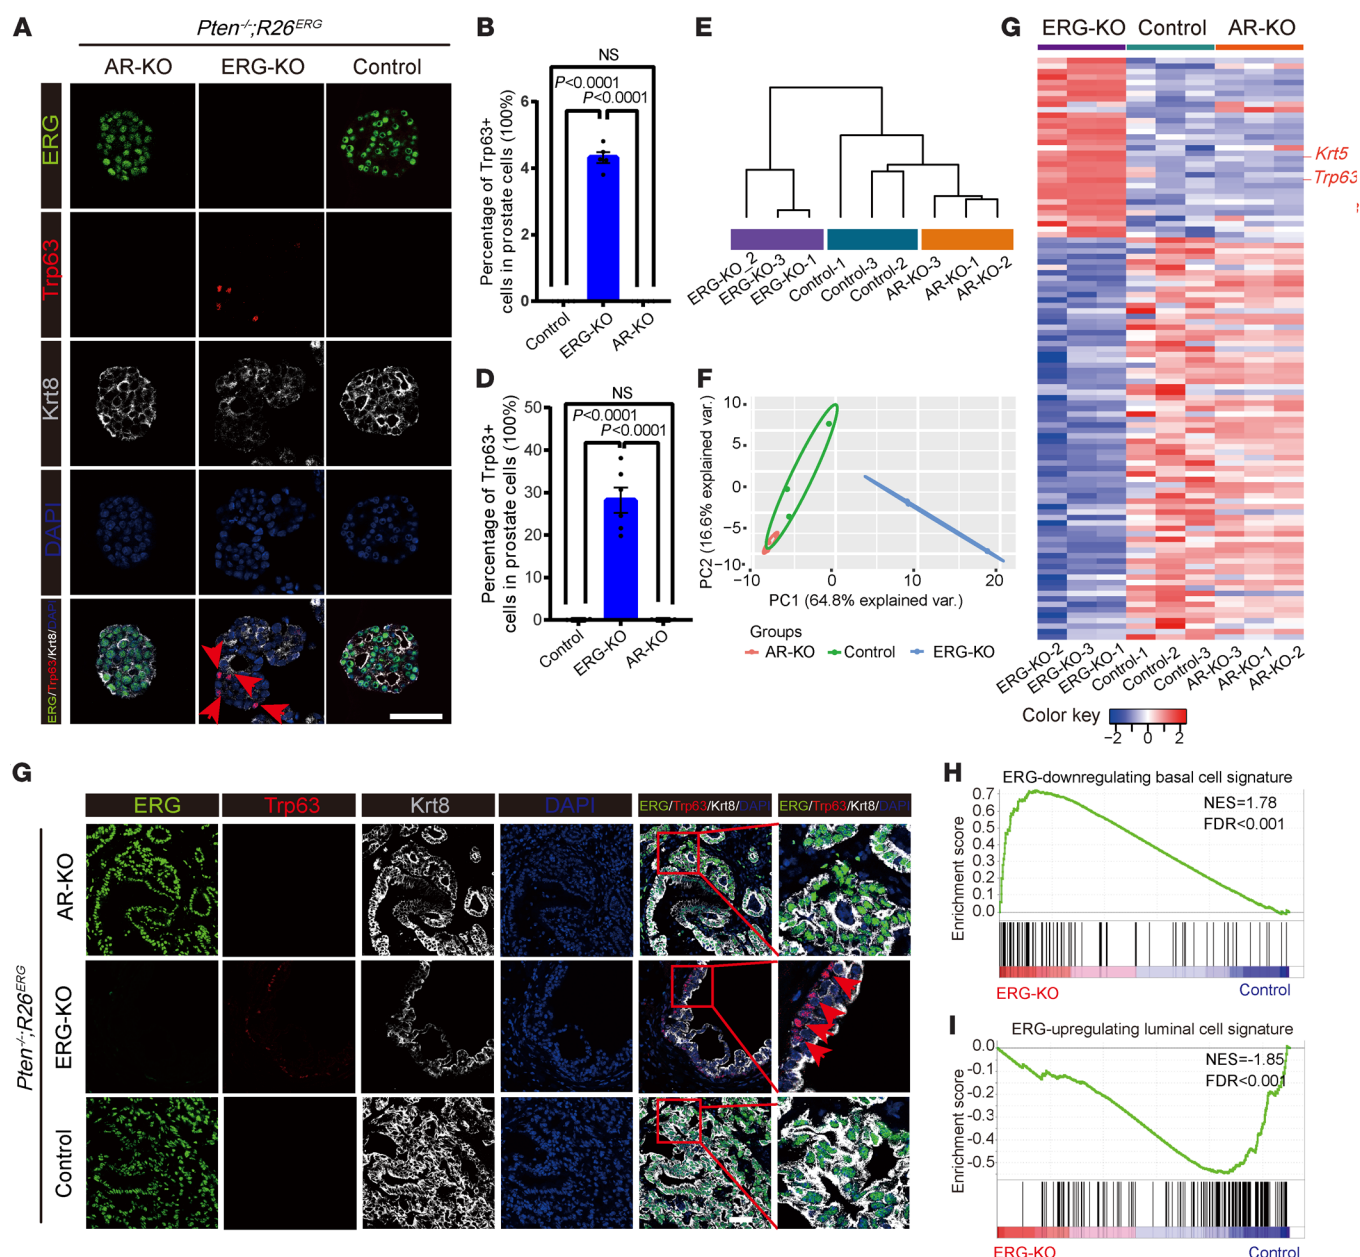 A
Pten-/-;R26ERG
AR-KO
ERG-KO
Control
ERG
Trp63
Krt8
DAPI
ERG/Trp63/Krt8/DAPI
B
NS
P<0.0001
P<0.0001
Percentage of Trp63+
cells in prostate cells (100%)
6
4
2
0
Control
ERG-KO
AR-KO
D
NS
P<0.0001
P<0.0001
Percentage of Trp63+
cells in prostate cells (100%)
50
40
30
20
10
0
Control
ERG-KO
AR-KO
E
ERG-KO_2
ERG-KO-3
ERG-KO-1
Control-1
Control-3
Control-2
AR-KO-3
AR-KO-1
AR-KO-2
F
PC2 (16.6% explained var.)
10
5
0
−5
−10
−10
0
10
20
PC1 (64.8% explained var.)
Groups
AR-KO
Control
ERG-KO
G
ERG-KO
Control
AR-KO
Krt5
Trp63
ERG-KO-2
ERG-KO-3
ERG-KO-1
Control-1
Control-2
Control-3
AR-KO-3
AR-KO-1
AR-KO-2
Color key
−2
0
2
G
ERG
Trp63
Krt8
DAPI
ERG/Trp63/Krt8/DAPI
ERG/Trp63/Krt8/DAPI
Pten-/-;R26ERG
AR-KO
ERG-KO
Control
H
ERG-downregulating basal cell signature
NES=1.78
FDR<0.001
Enrichment score
0.7
0.6
0.5
0.4
0.3
0.2
0.1
0.0
ERG-KO
Control
I
ERG-upregulating luminal cell signature
NES=-1.85
FDR<0.001
Enrichment score
0.0
-0.1
-0.2
-0.3
-0.4
-0.5
ERG-KO
Control